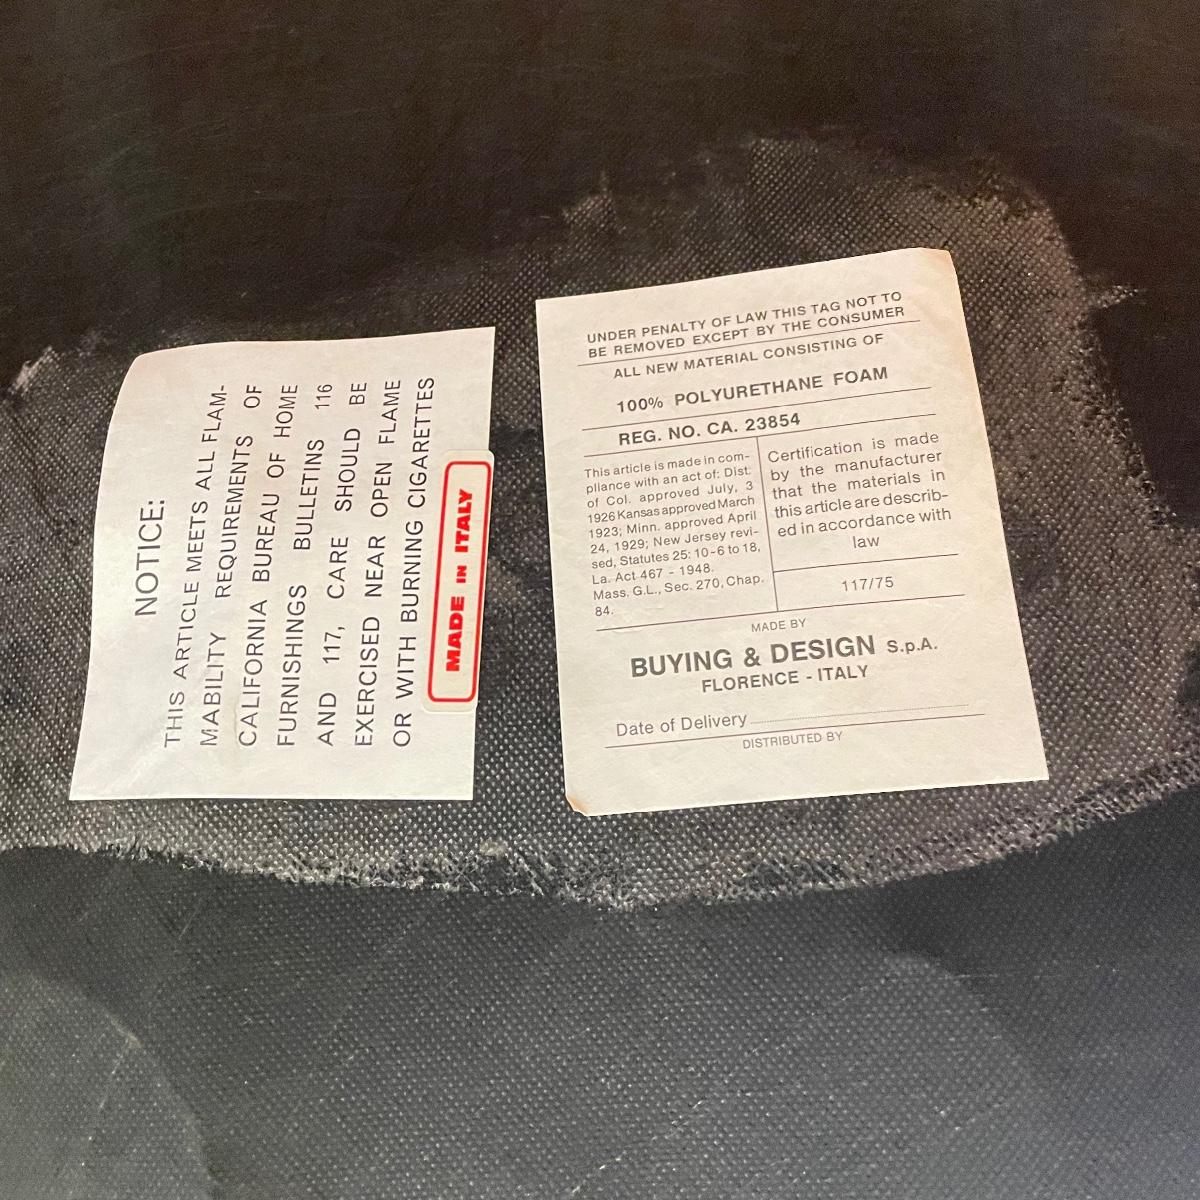 NOTICE:
THIS ARTICLE MEETS ALL FLAM-
MABILITY REQUIREMENTS OF
CALIFORNIA BUREAU OF HOME
FURNISHINGS BULLETINS 116
AND 117, CARE SHOULD BE
EXERCISED NEAR OPEN FLAME
OR WITH BURNING CIGARETTES
MADE IN ITALY
UNDER PENALTY OF LAW THIS TAG NOT TO
BE REMOVED EXCEPT BY THE CONSUMER
ALL NEW MATERIAL CONSISTING OF
100% POLYURETHANE FOAM
REG. NO. CA. 23854
This article is made in com-
pliance with an act of: Dist.
of Col. approved July, 3
1926 Kansas approved March
1923; Minn. approved April
24, 1929; New Jersey revi-
sed, Statutes 25: 10-6 to 18,
La. Act 467 - 1948.
Mass. G.L., Sec. 270, Chap.
84.
Certification is made
by the manufacturer
that the materials in
this article are describ-
ed in accordance with
law
117/75
MADE BY
BUYING & DESIGN S.p.A.
FLORENCE - ITALY
Date of Delivery
DISTRIBUTED BY